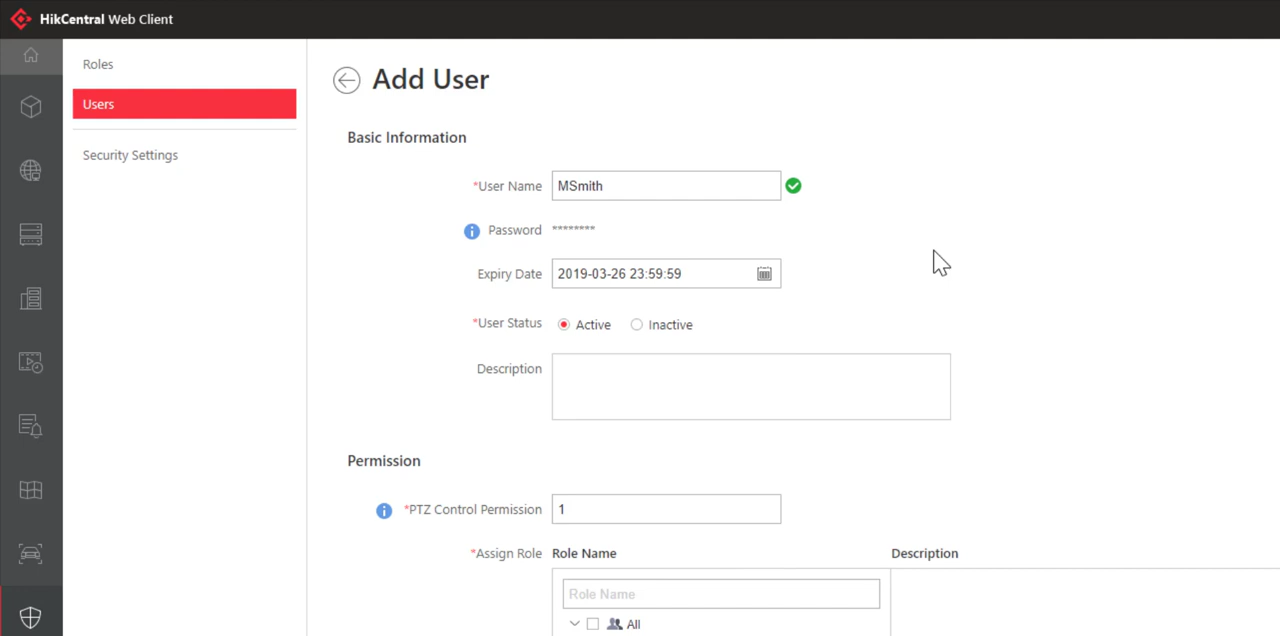 HikCentral Web Client
Roles
Users
Security Settings
Add User
Basic Information
*User Name MSmith
Password ********
Expiry Date 2019-03-26 23:59:59
*User Status Active Inactive
Description
Permission
*PTZ Control Permission 1
*Assign Role Role Name Description
Role Name
All